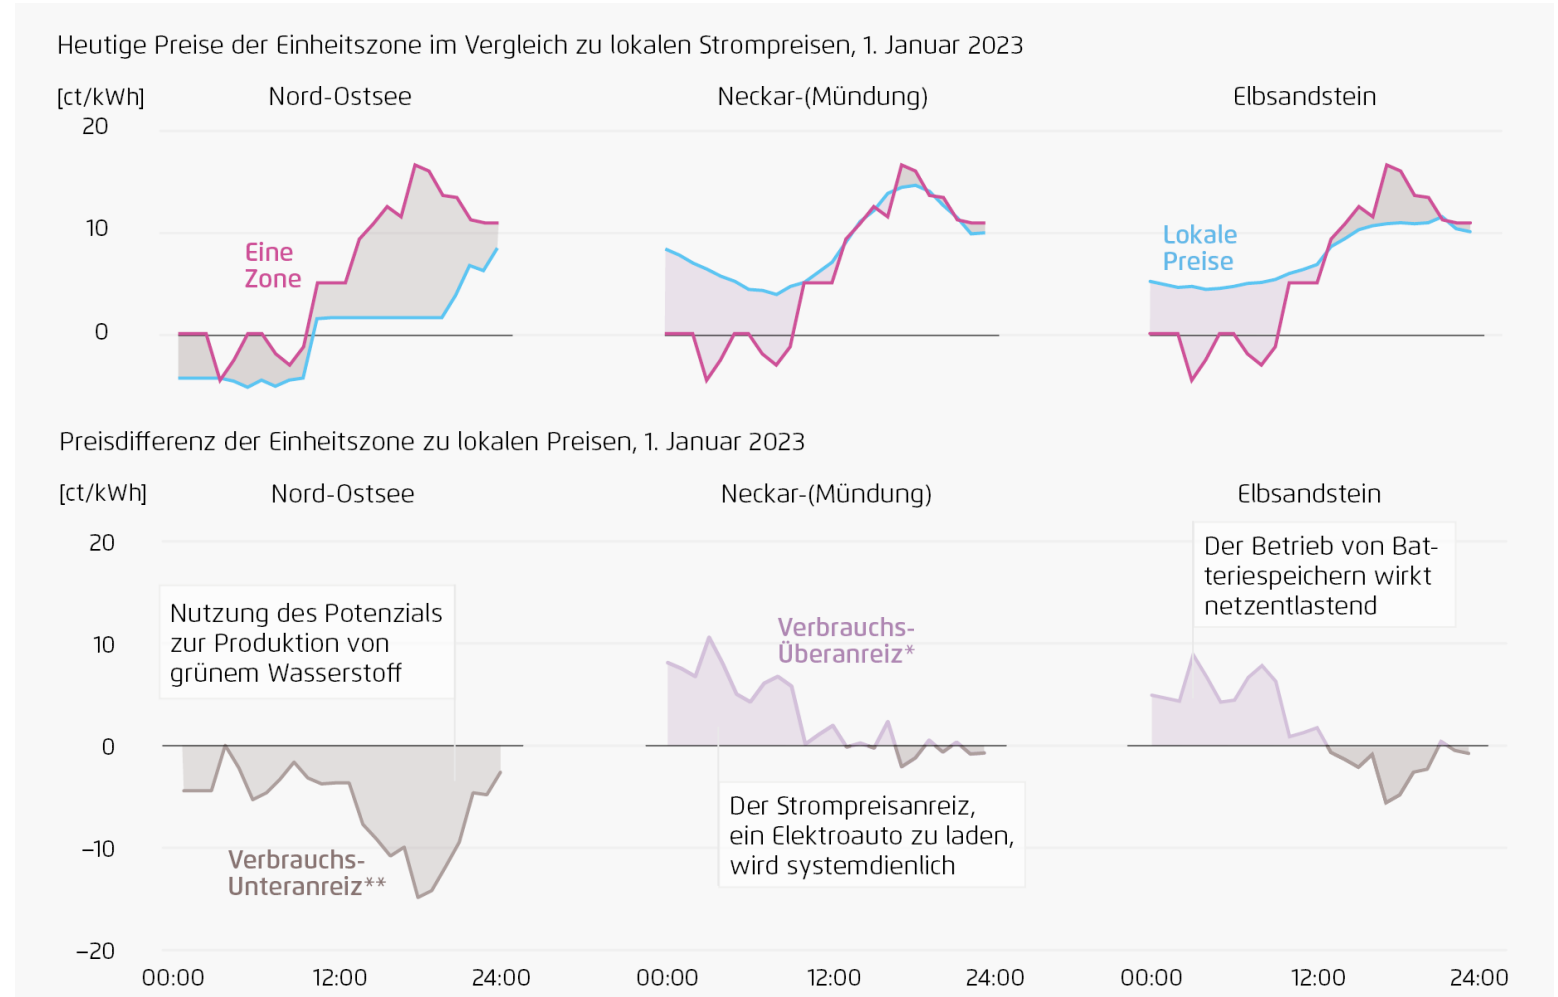 Heutige Preise der Einheitszone im Vergleich zu lokalen Strompreisen, 1. Januar 2023
[ct/kWh]
Nord-Ostsee
Neckar-(Mündung)
Elbsandstein
20
10
0
Eine
Zone
Lokale
Preise
Preisdifferenz der Einheitszone zu lokalen Preisen, 1. Januar 2023
[ct/kWh]
Nord-Ostsee
Neckar-(Mündung)
Elbsandstein
20
10
0
–10
–20
Nutzung des Potenzials
zur Produktion von
grünem Wasserstoff
Verbrauchs-
Unteranreiz**
Verbrauchs-
Überanreiz*
Der Strompreisanreiz,
ein Elektroauto zu laden,
wird systemdienlich
Der Betrieb von Bat-
teriespeichern wirkt
netzentlastend
00:00 12:00 24:00
00:00 12:00 24:00
00:00 12:00 24:00